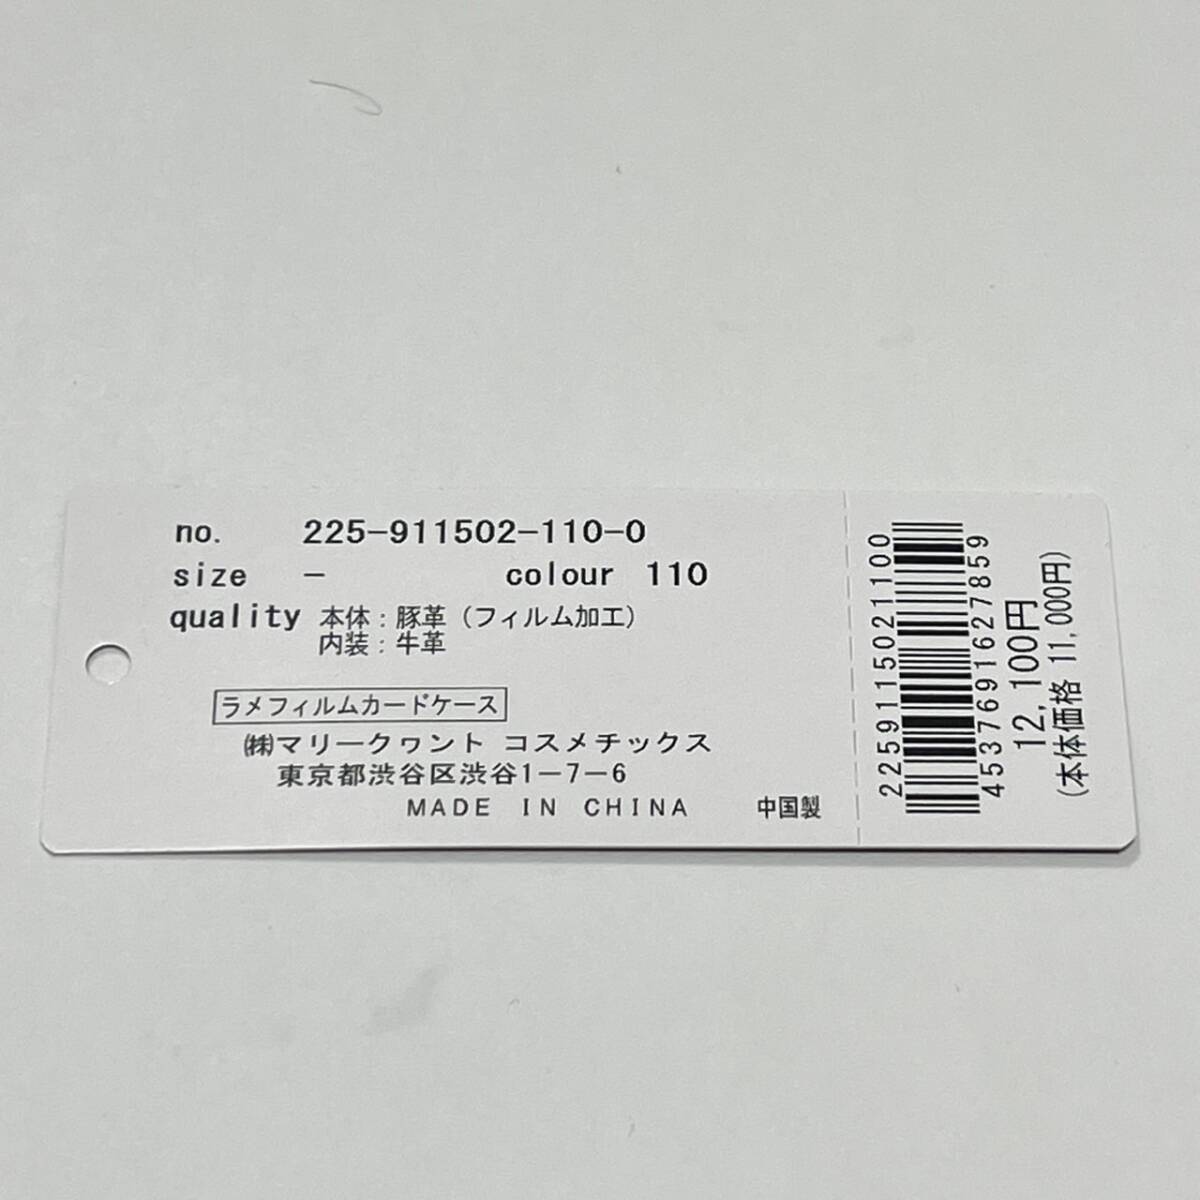 no. 225-911502-110-0
size - colour 110
quality 本体:豚革(フィルム加工)
内装:牛革
ラメフィルムカードケース
㈱マリークヮント コスメチックス
東京都渋谷区渋谷1-7-6
MADE IN CHINA 中国製
2259115021100
4537691627859
12,100円
(本体価格 11,000円)